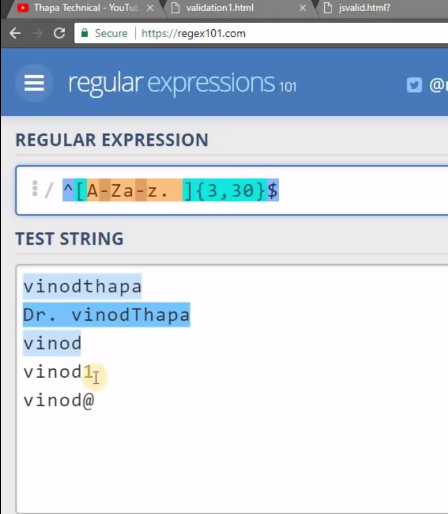 Thapa Technical - YouTu
validation1.html
jsvalid.html?
Secure
https://regex101.com
regular expressions 101
@
REGULAR EXPRESSION
/ ^[A-Za-z. ]{3,30}$
TEST STRING
vinodthapa
Dr. vinodThapa
vinod
vinod1
vinod@